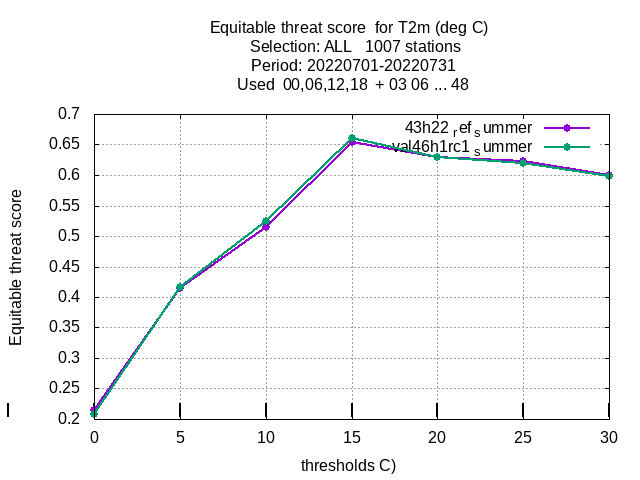 Equitable threat score for T2m (deg C)
Selection: ALL 1007 stations
Period: 20220701-20220731
Used 00,06,12,18 + 03 06 ... 48
0.7
0.65
0.6
0.55
0.5
0.45
0.4
0.35
0.3
0.25
0.2
Equitable threat score
43h22_ref_summer
val46h1rc1_summer
0 5 10 15 20 25 30
thresholds C)